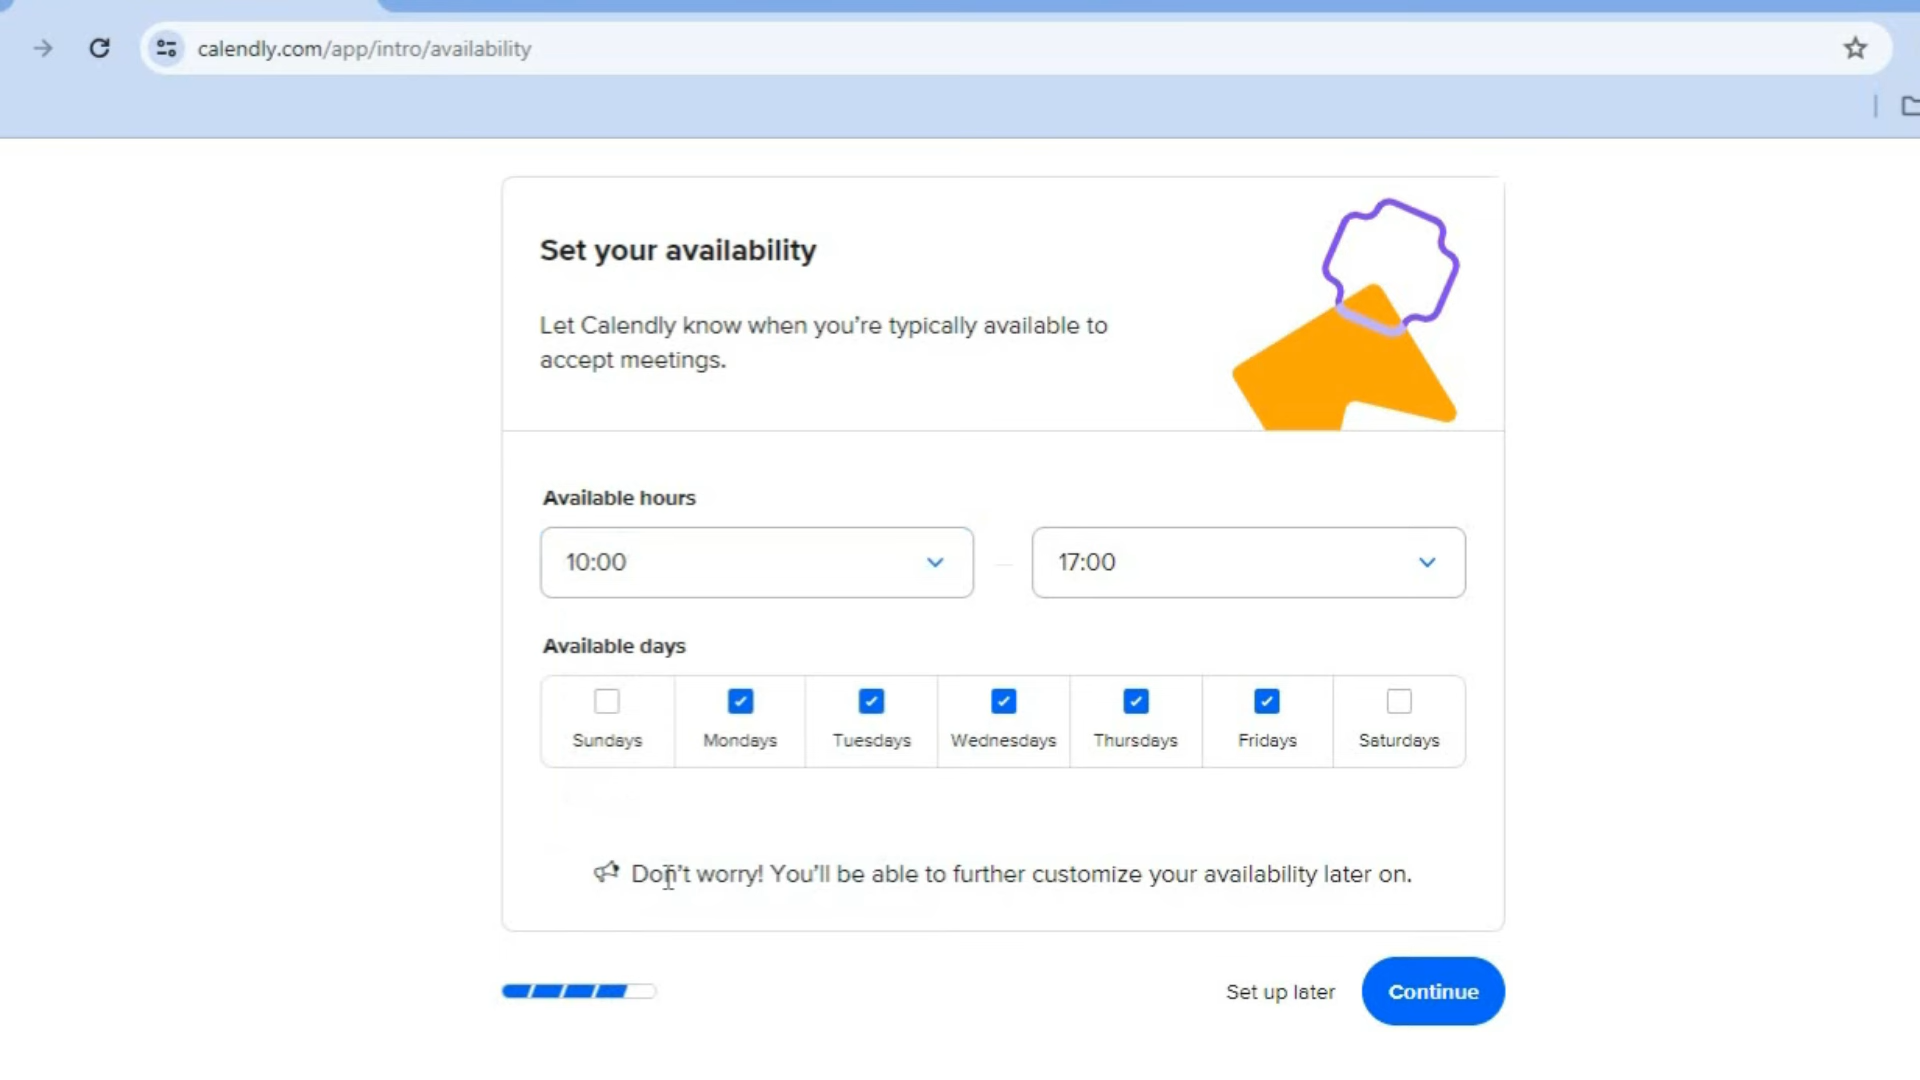 calendly.com/app/intro/availability
Set your availability
Let Calendly know when you're typically available to
accept meetings.
Available hours
10:00
17:00
Available days
Sundays Mondays Tuesdays Wednesdays Thursdays Fridays Saturdays
Don't worry! You'll be able to further customize your availability later on.
Set up later
Continue